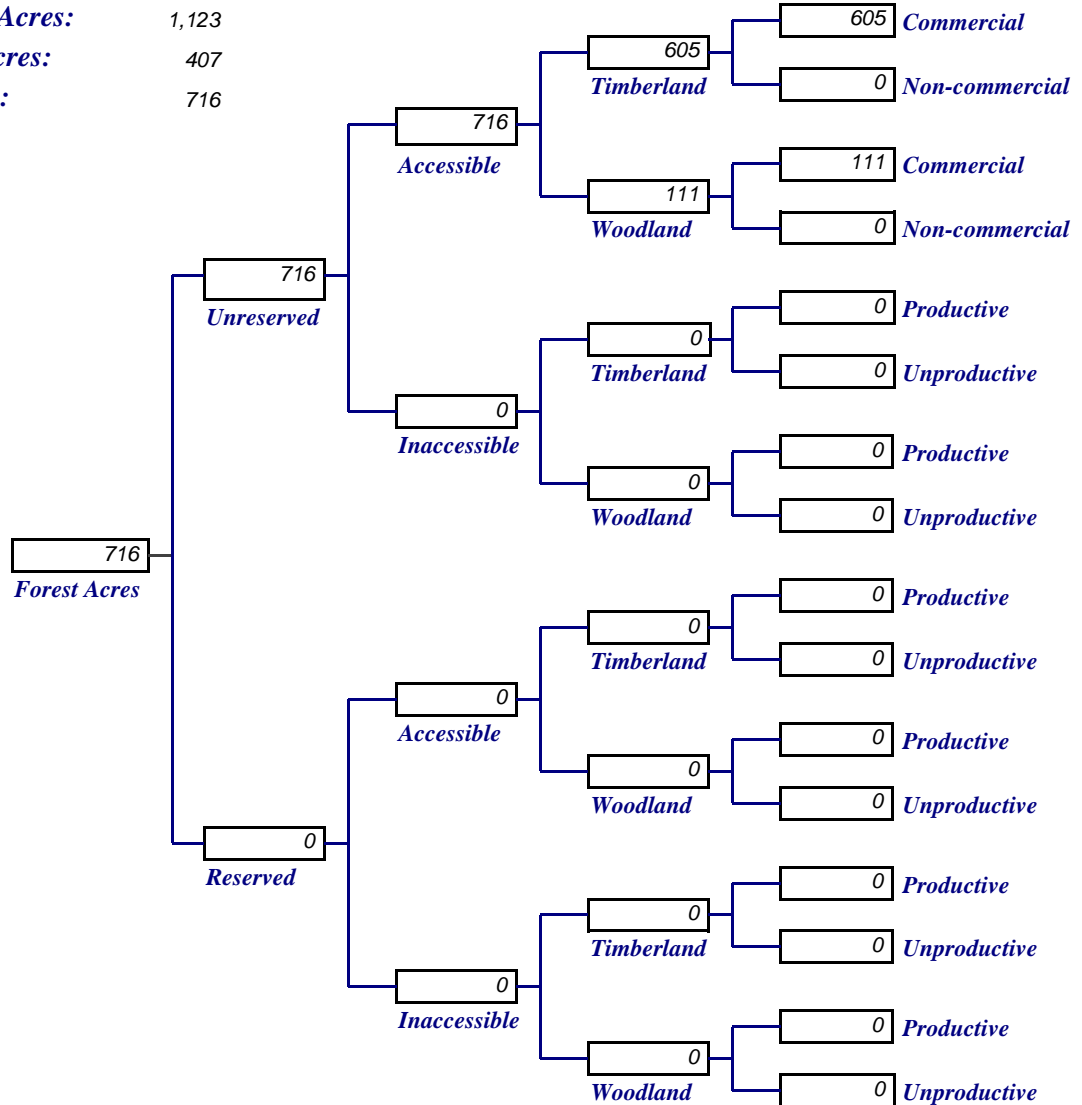 Acres: 1,123
407
: 716
605 Commercial
605
Timberland
0 Non-commercial
716
Accessible
111 Commercial
111
Woodland
0 Non-commercial
716
Unreserved
0 Productive
0
Timberland
0 Unproductive
0
Inaccessible
0 Productive
0
Woodland
0 Unproductive
716
Forest Acres
0 Productive
0
Timberland
0 Unproductive
0
Accessible
0 Productive
0
Woodland
0 Unproductive
0
Reserved
0 Productive
0
Timberland
0 Unproductive
0
Inaccessible
0 Productive
0
Woodland
0 Unproductive